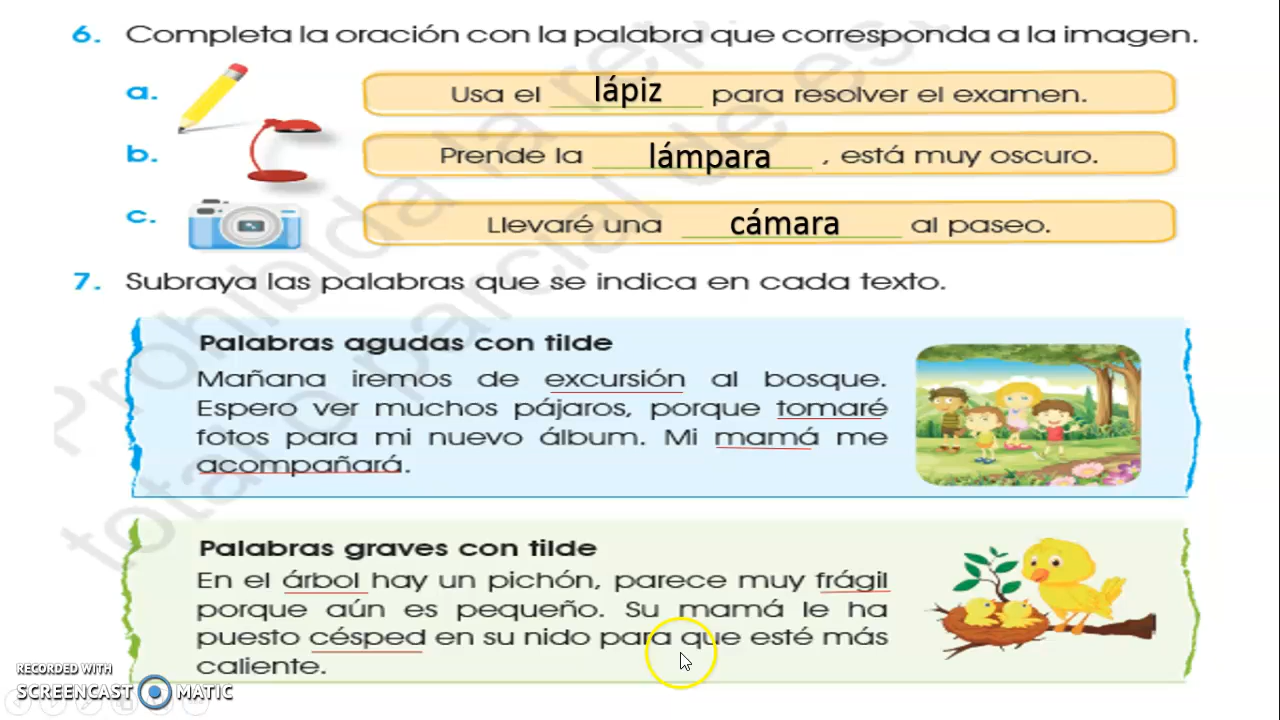 6. Completa la oración con la palabra que corresponda a la imagen.
a. Usa el lápiz para resolver el examen.
b. Prende la lámpara, está muy oscuro.
c. Llevaré una cámara al paseo.
7. Subraya las palabras que se indica en cada texto.
Palabras agudas con tilde
Mañana iremos de excursión al bosque.
Espero ver muchos pájaros, porque tomaré
fotos para mi nuevo álbum. Mi mamá me
acompañará.
Palabras graves con tilde
En el árbol hay un pichón, parece muy frágil
porque aún es pequeño. Su mamá le ha
puesto césped en su nido para que esté más
caliente.
RECORDED WITH
SCREENCAST MATIC